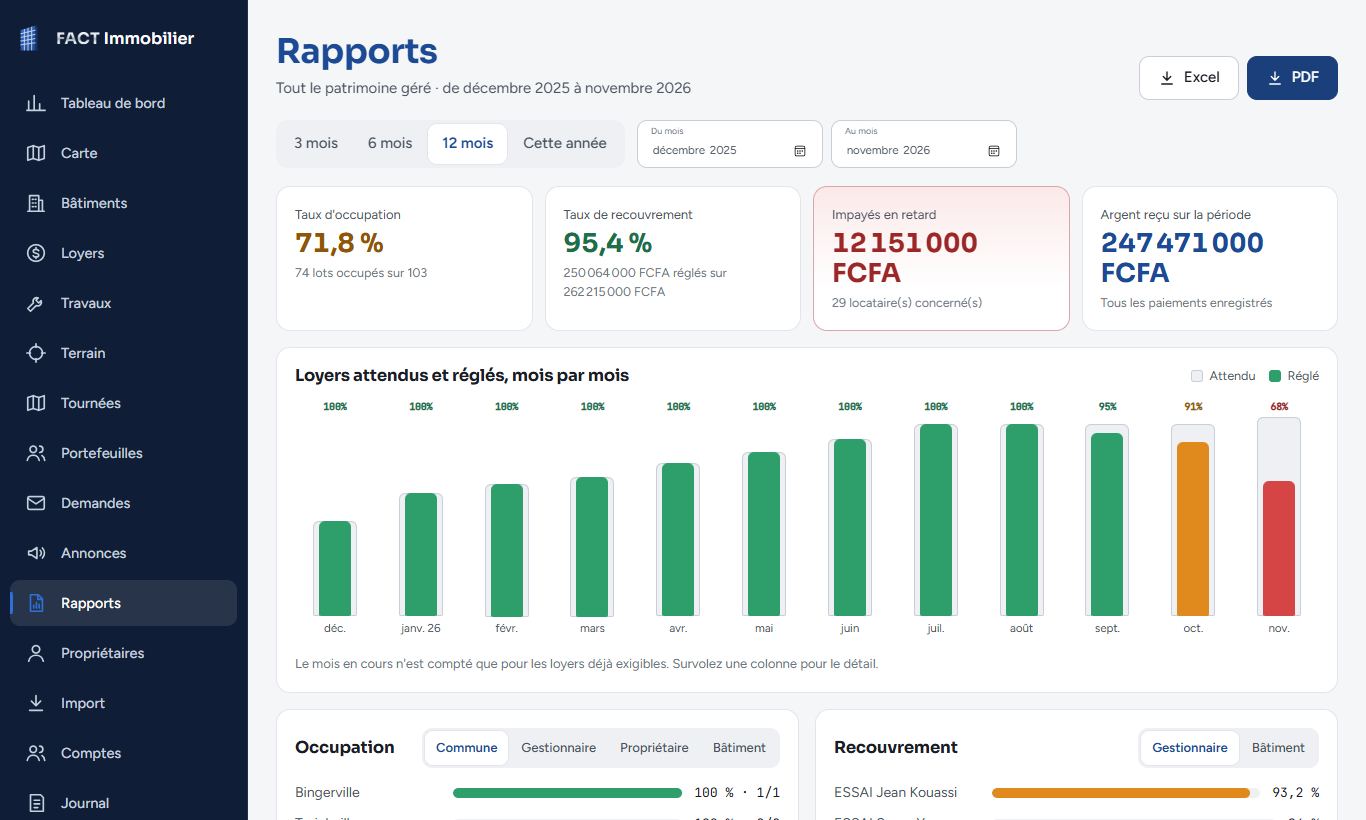 FACT Immobilier
Tableau de bord
Carte
Bâtiments
Loyers
Travaux
Terrain
Tournées
Portefeuilles
Demandes
Annonces
Rapports
Propriétaires
Import
Comptes
Journal
Rapports
Tout le patrimoine géré · de décembre 2025 à novembre 2026
Excel
PDF
3 mois
6 mois
12 mois
Cette année
Du mois
décembre 2025
Au mois
novembre 2026
Taux d'occupation
71,8 %
74 lots occupés sur 103
Taux de recouvrement
95,4 %
250 064 000 FCFA réglés sur
262 215 000 FCFA
Impayés en retard
12 151 000
FCFA
29 locataire(s) concerné(s)
Argent reçu sur la période
247 471 000
FCFA
Tous les paiements enregistrés
Loyers attendus et réglés, mois par mois
Attendu
Réglé
100% 100% 100% 100% 100% 100% 100% 100% 100% 95% 91% 68%
déc. janv. 26 févr. mars avr. mai juin juil. août sept. oct. nov.
Le mois en cours n'est compté que pour les loyers déjà exigibles. Survolez une colonne pour le détail.
Occupation
Commune
Gestionnaire
Propriétaire
Bâtiment
Bingerville
100 % · 1/1
Recouvrement
Gestionnaire
Bâtiment
ESSAI Jean Kouassi
93,2 %